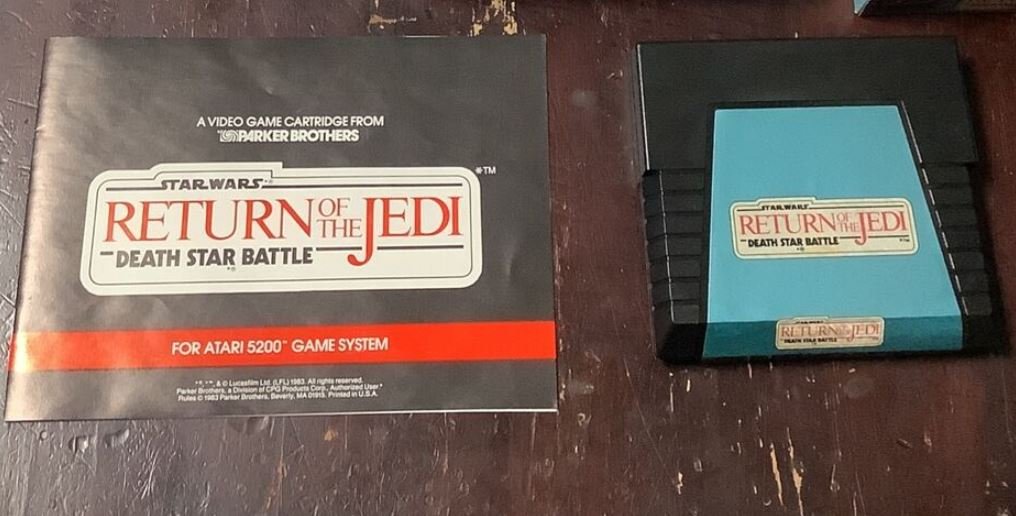 A VIDEO GAME CARTRIDGE FROM
PARKER BROTHERS
STAR WARS®
*™
RETURN OF THE JEDI
DEATH STAR BATTLE
FOR ATARI 5200™ GAME SYSTEM
*®, *™, & © Lucasfilm Ltd. (LFL) 1983. All rights reserved.
Parker Brothers, a Division of CPG Products Corp., Authorized User.
Rules © 1983 Parker Brothers, Beverly, MA 01915. Printed in U.S.A.
STAR WARS
RETURN OF THE JEDI
DEATH STAR BATTLE
RETURN OF THE JEDI
DEATH STAR BATTLE